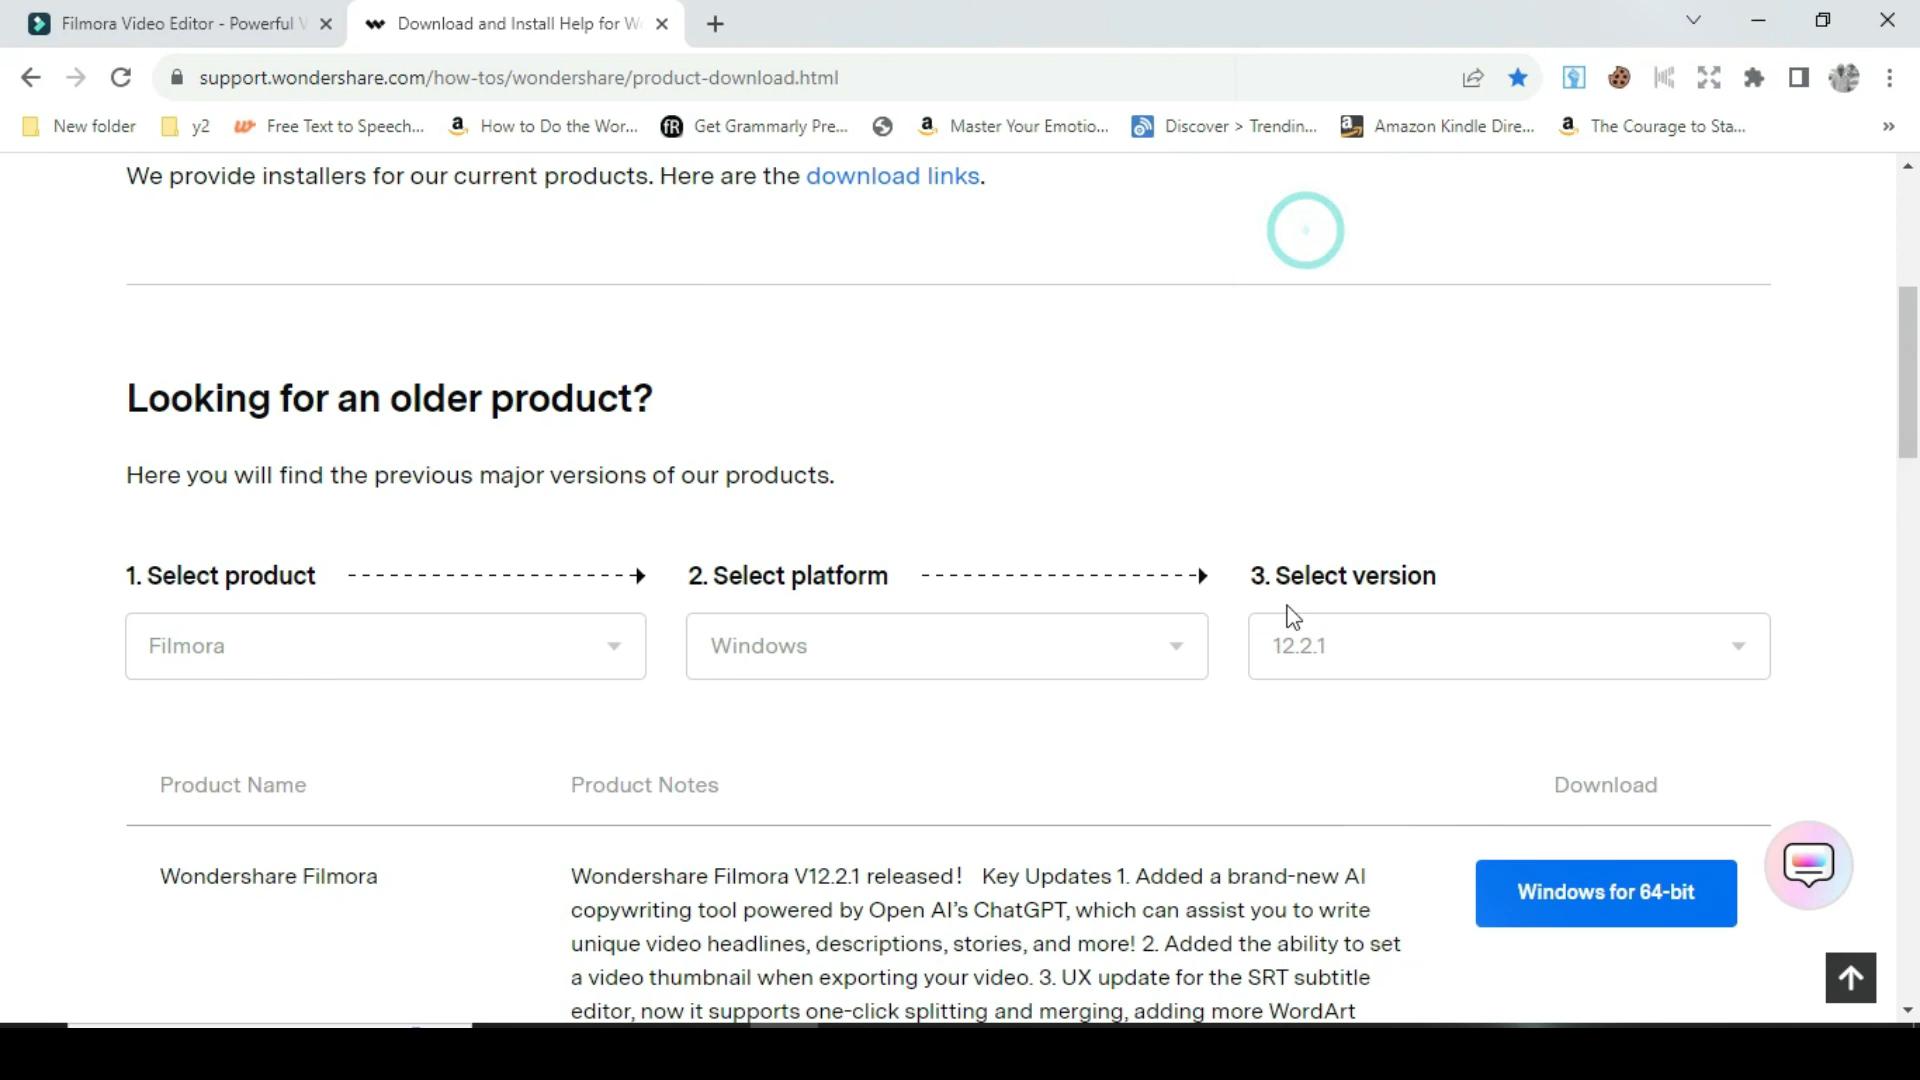 Filmora Video Editor - Powerful V
Download and Install Help for W
support.wondershare.com/how-tos/wondershare/product-download.html
New folder
y2
Free Text to Speech...
How to Do the Wor...
Get Grammarly Pre...
Master Your Emotio...
Discover > Trendin...
Amazon Kindle Dire...
The Courage to Sta...
We provide installers for our current products. Here are the download links.
Looking for an older product?
Here you will find the previous major versions of our products.
1. Select product
2. Select platform
3. Select version
Filmora
Windows
12.2.1
Product Name
Product Notes
Download
Wondershare Filmora
Wondershare Filmora V12.2.1 released! Key Updates 1. Added a brand-new AI
copywriting tool powered by Open AI's ChatGPT, which can assist you to write
unique video headlines, descriptions, stories, and more! 2. Added the ability to set
a video thumbnail when exporting your video. 3. UX update for the SRT subtitle
editor, now it supports one-click splitting and merging, adding more WordArt
Windows for 64-bit